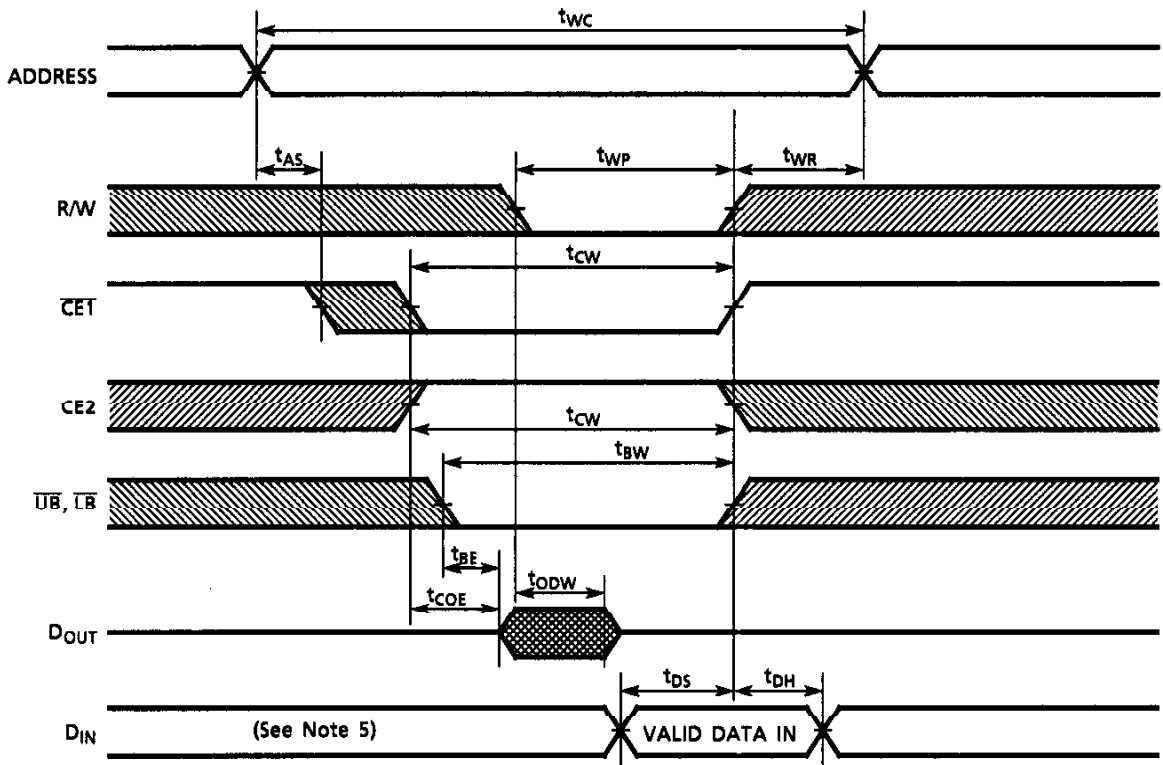 tWC
ADDRESS
tAS
tWP
tWR
R/W
tCW
CE1
CE2
tCW
tBW
UB, LB
tBE
tODW
tCOE
DOUT
tDS
tDH
DIN
(See Note 5)
VALID DATA IN